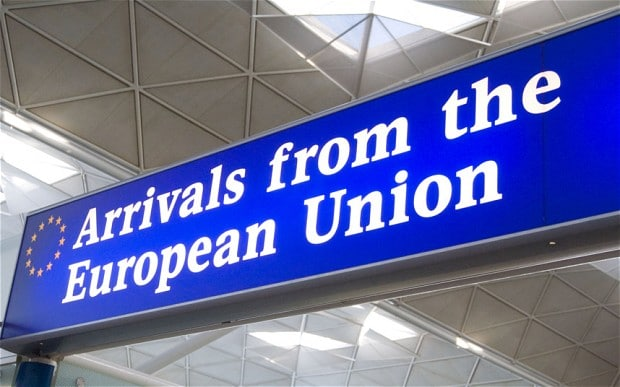 Arrivals from the
European Union